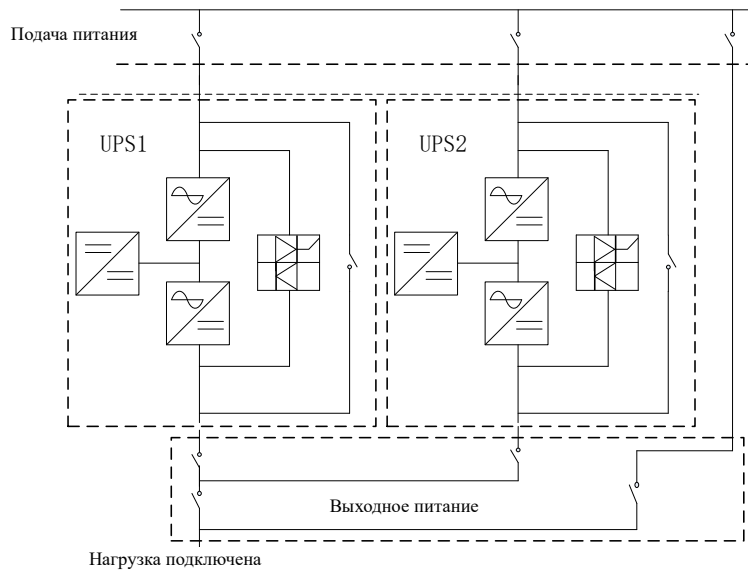 Подача питания
UPS1
UPS2
Выходное питание
Нагрузка подключена